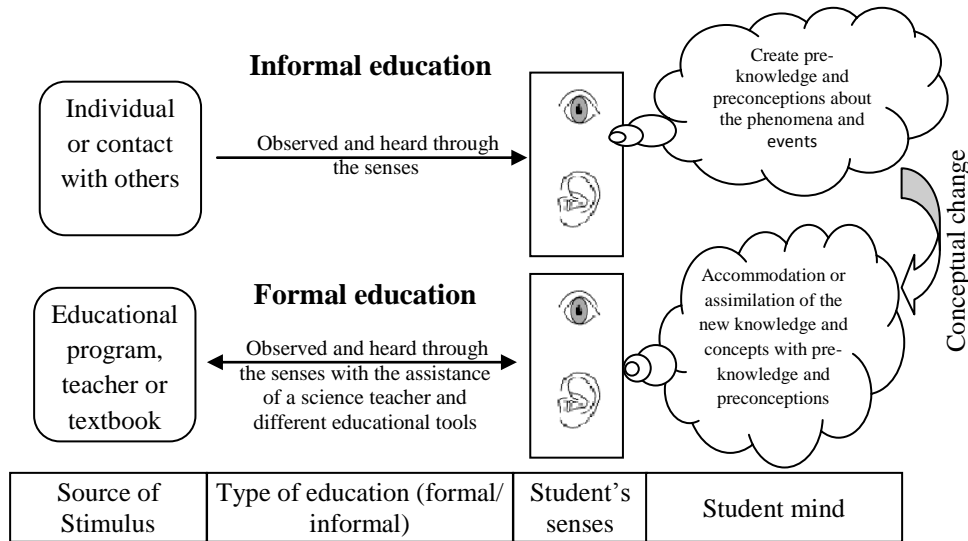 Informal education
Individual
or contact
with others
Observed and heard through
the senses
Create pre-
knowledge and
preconceptions about
the phenomena and
events
Conceptual change
Formal education
Educational
program,
teacher or
textbook
Observed and heard through
the senses with the assistance
of a science teacher and
different educational tools
Accommodation or
assimilation of the
new knowledge and
concepts with pre-
knowledge and
preconceptions
Source of
Stimulus
Type of education (formal/
informal)
Student’s
senses
Student mind